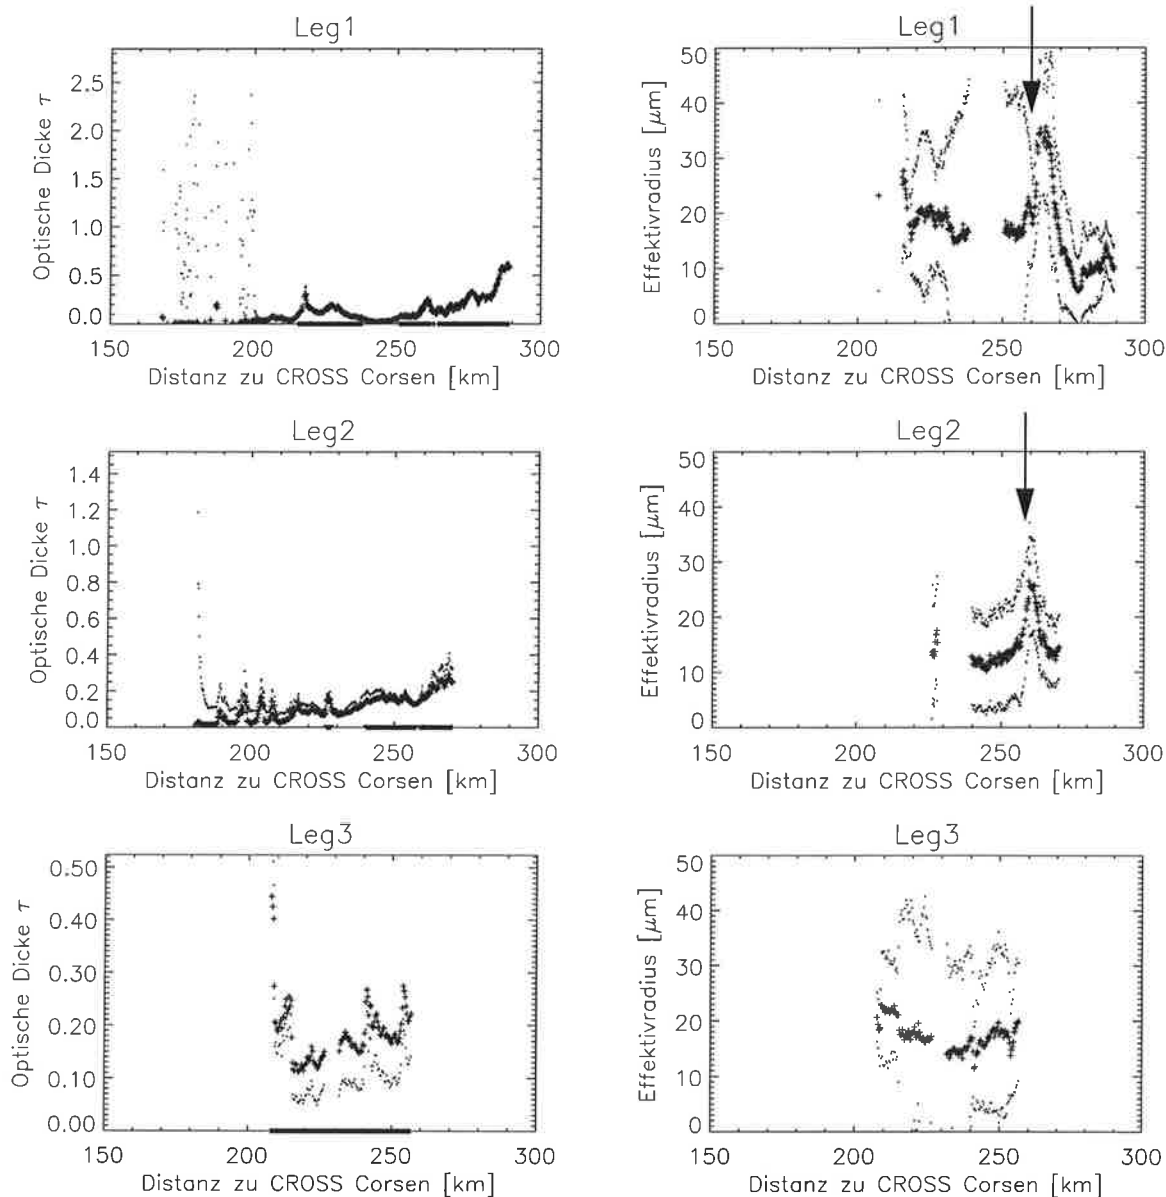 Leg1
Optische Dicke τ
2.5
2.0
1.5
1.0
0.5
0.0
150 200 250 300
Distanz zu CROSS Corsen [km]
Leg1
Effektivradius [μm]
50
40
30
20
10
0
150 200 250 300
Distanz zu CROSS Corsen [km]
Leg2
Optische Dicke τ
1.4
1.2
1.0
0.8
0.6
0.4
0.2
0.0
150 200 250 300
Distanz zu CROSS Corsen [km]
Leg2
Effektivradius [μm]
50
40
30
20
10
0
150 200 250 300
Distanz zu CROSS Corsen [km]
Leg3
Optische Dicke τ
0.50
0.40
0.30
0.20
0.10
0.00
150 200 250 300
Distanz zu CROSS Corsen [km]
Leg3
Effektivradius [μm]
50
40
30
20
10
0
150 200 250 300
Distanz zu CROSS Corsen [km]